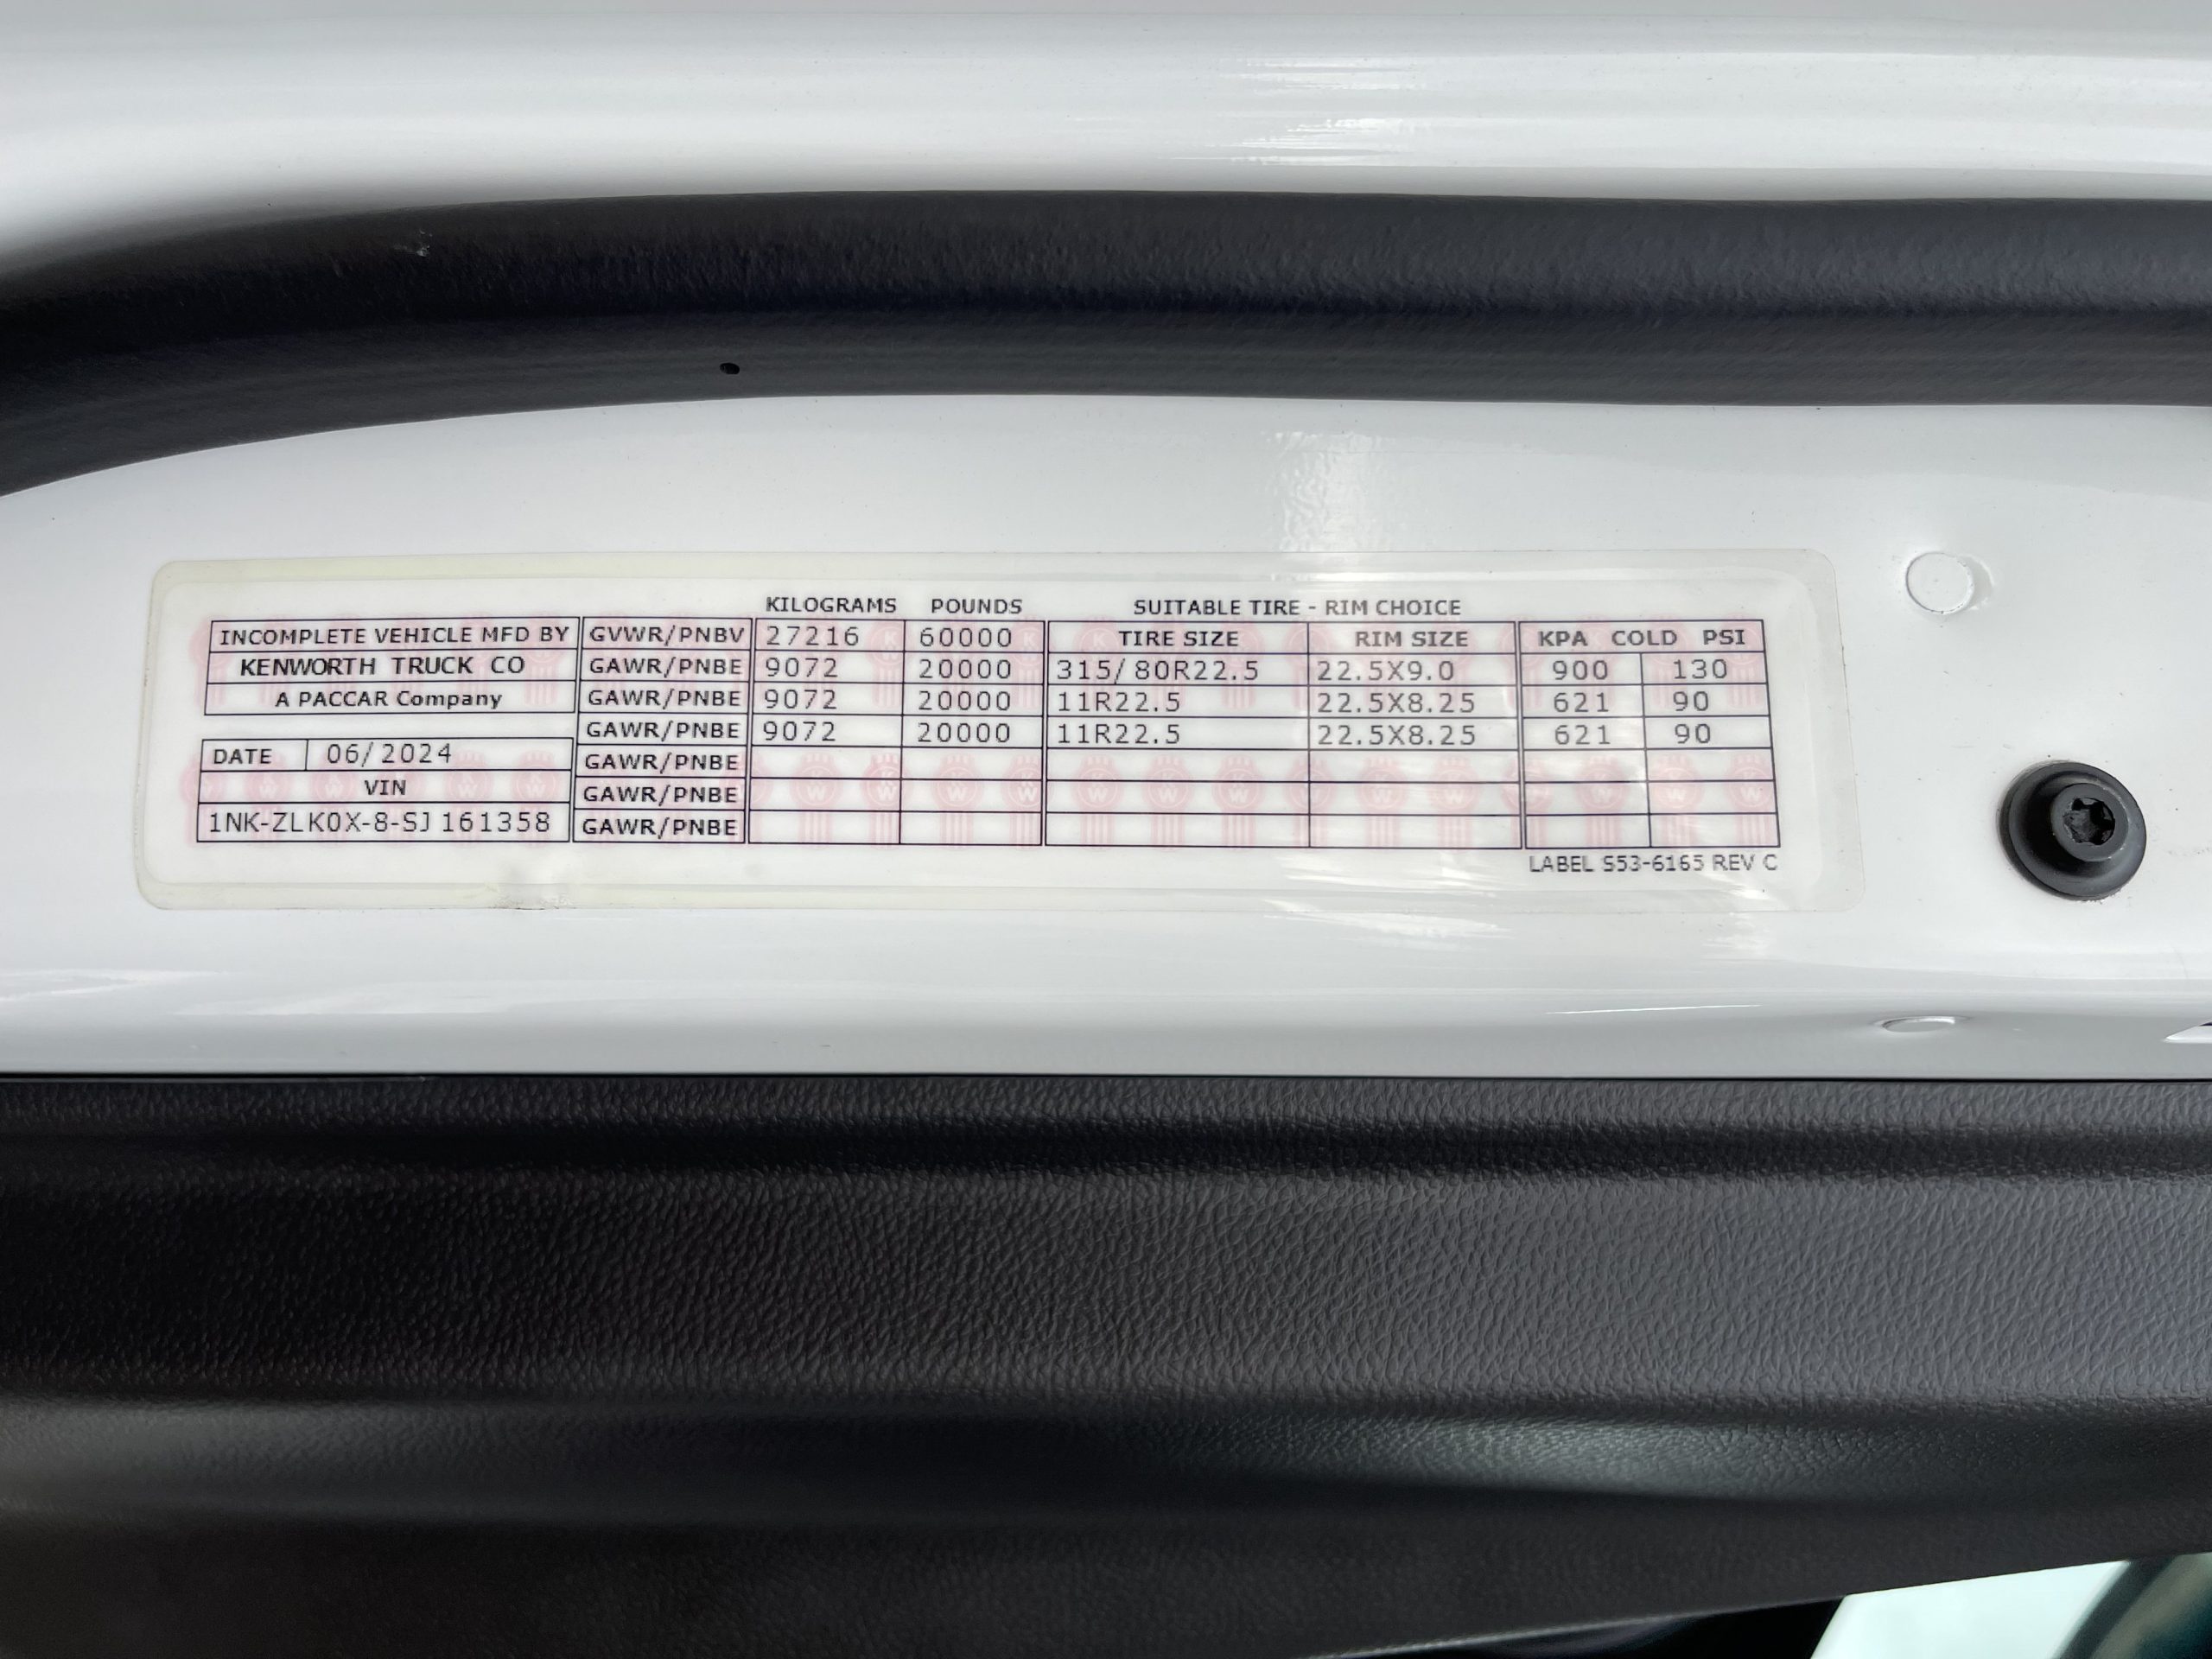 KILOGRAMS POUNDS SUITABLE TIRE - RIM CHOICE
INCOMPLETE VEHICLE MFD BY GVWR/PNBV 27216 60000 TIRE SIZE RIM SIZE KPA COLD PSI
KENWORTH TRUCK CO GAWR/PNBE 9072 20000 315/80R22.5 22.5X9.0 900 130
A PACCAR Company GAWR/PNBE 9072 20000 11R22.5 22.5X8.25 621 90
GAWR/PNBE 9072 20000 11R22.5 22.5X8.25 621 90
DATE 06/2024 GAWR/PNBE
VIN GAWR/PNBE
1NK-ZLK0X-8-SJ161358 GAWR/PNBE
LABEL S53-6165 REV C